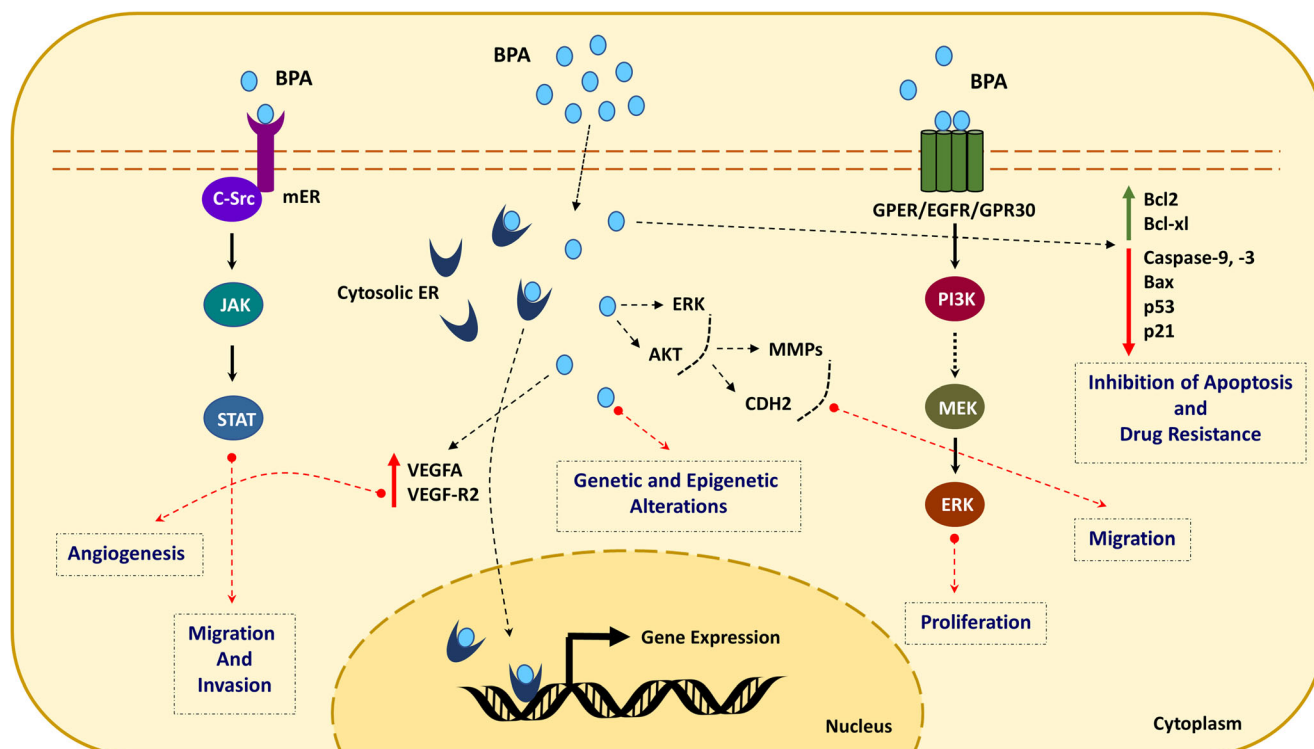 BPA
BPA
BPA
C-Src
mER
GPER/EGFR/GPR30
Bcl2
Bcl-xl
Caspase-9, -3
Bax
p53
p21
Cytosolic ER
JAK
ERK
AKT
MMPs
CDH2
PI3K
MEK
ERK
STAT
VEGFA
VEGF-R2
Inhibition of Apoptosis
and
Drug Resistance
Genetic and Epigenetic
Alterations
Angiogenesis
Migration
Migration
And
Invasion
Proliferation
Gene Expression
Nucleus
Cytoplasm